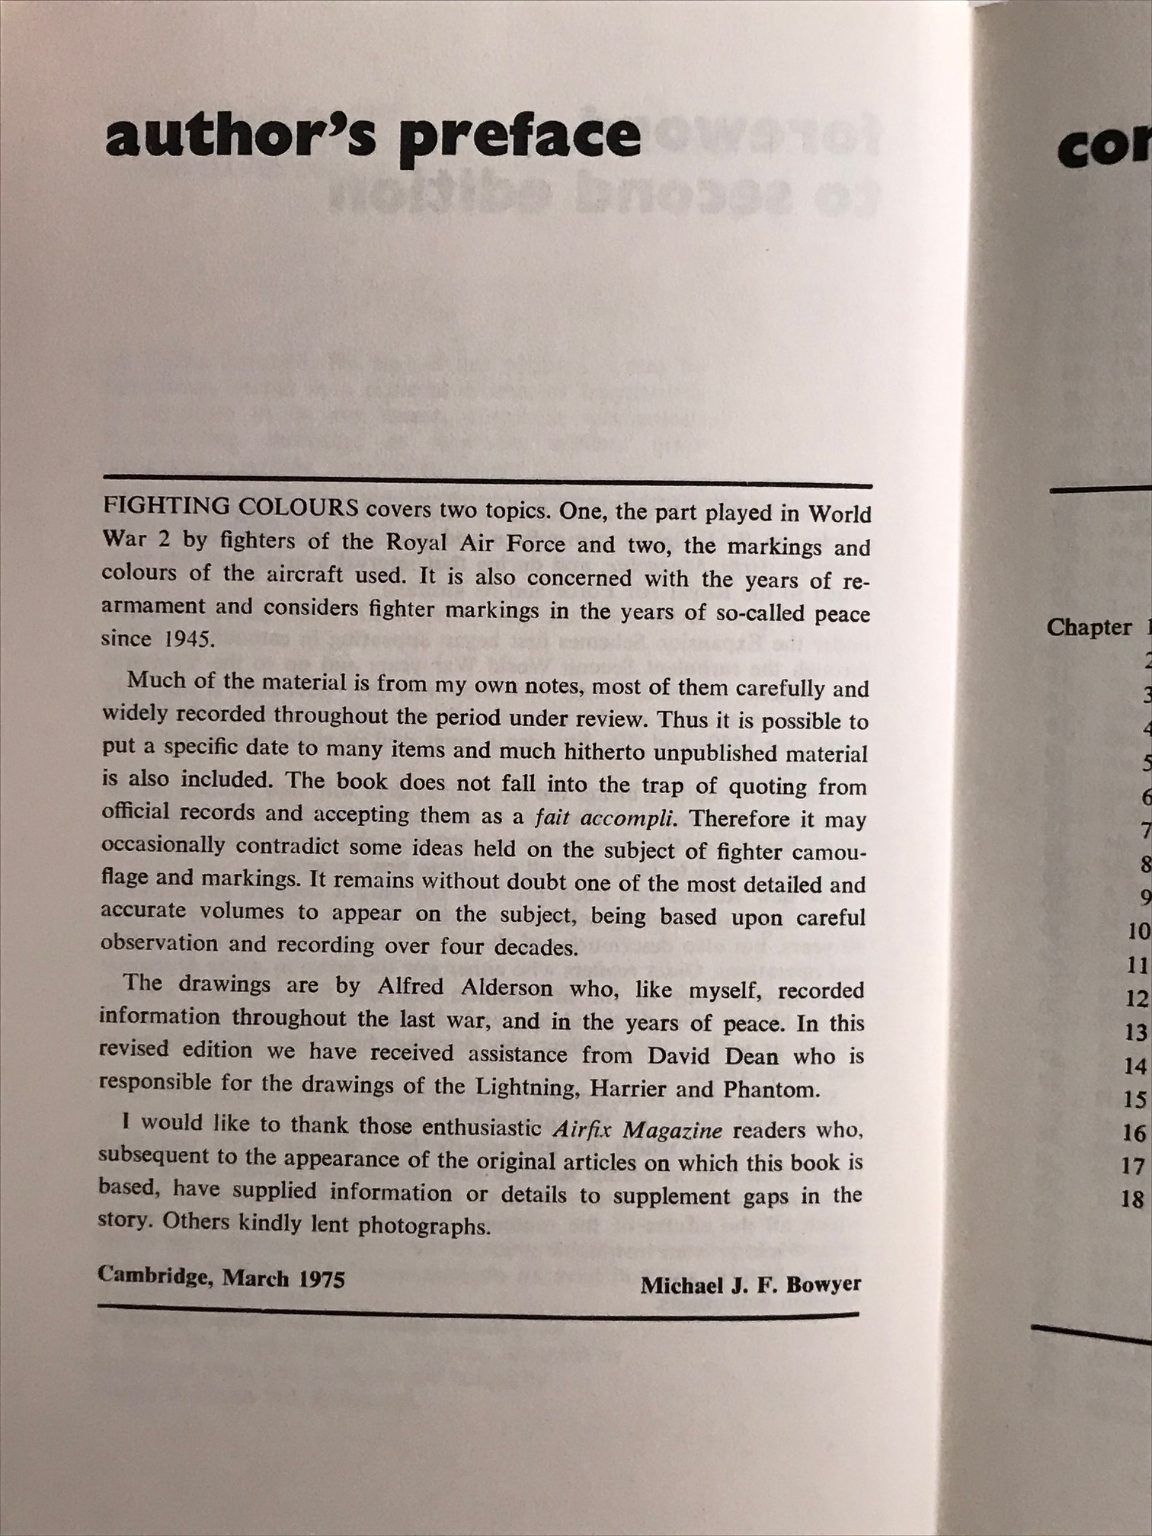 author's preface
FIGHTING COLOURS covers two topics. One, the part played in World
War 2 by fighters of the Royal Air Force and two, the markings and
colours of the aircraft used. It is also concerned with the years of re-
armament and considers fighter markings in the years of so-called peace
since 1945.
Much of the material is from my own notes, most of them carefully and
widely recorded throughout the period under review. Thus it is possible to
put a specific date to many items and much hitherto unpublished material
is also included. The book does not fall into the trap of quoting from
official records and accepting them as a fait accompli. Therefore it may
occasionally contradict some ideas held on the subject of fighter camou-
flage and markings. It remains without doubt one of the most detailed and
accurate volumes to appear on the subject, being based upon careful
observation and recording over four decades.
The drawings are by Alfred Alderson who, like myself, recorded
information throughout the last war, and in the years of peace. In this
revised edition we have received assistance from David Dean who is
responsible for the drawings of the Lightning, Harrier and Phantom.
I would like to thank those enthusiastic Airfix Magazine readers who,
subsequent to the appearance of the original articles on which this book is
based, have supplied information or details to supplement gaps in the
story. Others kindly lent photographs.
Cambridge, March 1975 Michael J. F. Bowyer
Chapter 1
2
3
4
5
6
7
8
9
10
11
12
13
14
15
16
17
18